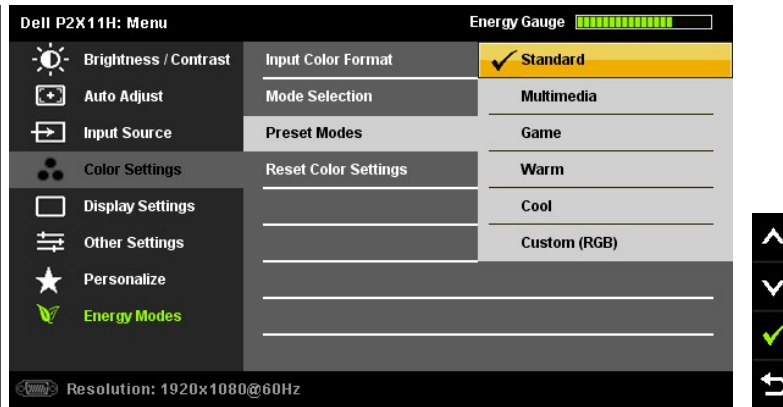 Dell P2X11H: Menu
Energy Gauge
Brightness / Contrast
Auto Adjust
Input Source
Color Settings
Display Settings
Other Settings
Personalize
Energy Modes
Input Color Format
Mode Selection
Preset Modes
Reset Color Settings
Standard
Multimedia
Game
Warm
Cool
Custom (RGB)
Resolution: 1920x1080@60Hz